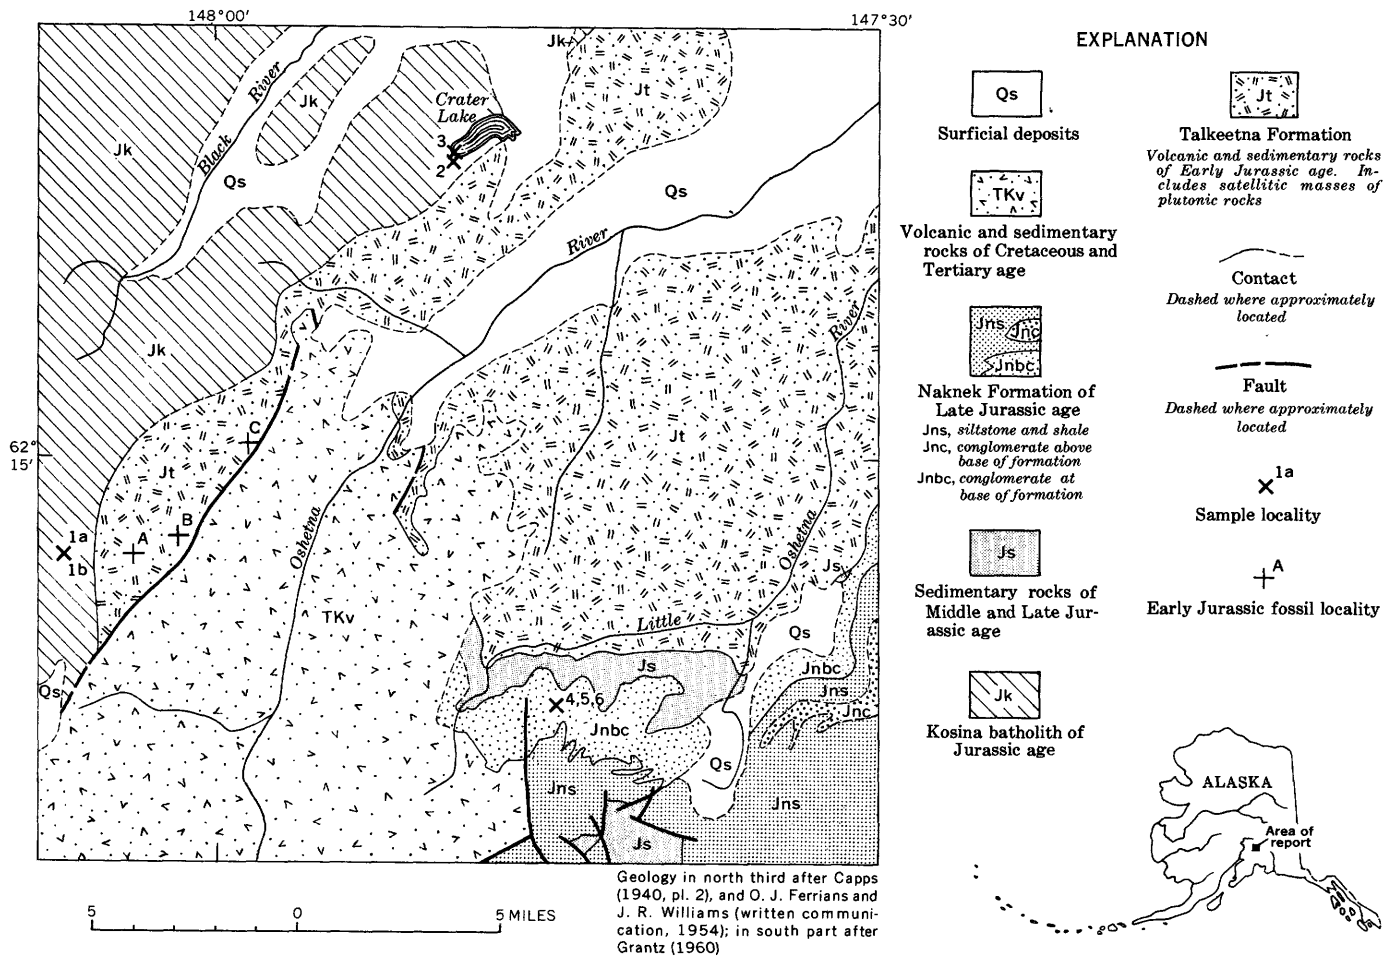 148°00'
147°30'
Jk
River
Jk
Crater
Lake
Jt
Jk
Black
3
2
Qs
Qs
River
River
Jk
C
62°
15'
Jt
Jt
B
1a
A
1b
Oshetna
Oshetna
Js
TKv
Little
Qs
Js
Jnbc
Qs
Jns
4,5,6
Jnc
Jnbc
Qs
Jns
Jns
Js
5 0 5 MILES
Geology in north third after Capps
(1940, pl. 2), and O. J. Ferrians and
J. R. Williams (written communi-
cation, 1954); in south part after
Grantz (1960)
EXPLANATION
Qs
Surficial deposits
TKv
Volcanic and sedimentary
rocks of Cretaceous and
Tertiary age
Jns
Jnc
Jnbc
Naknek Formation of
Late Jurassic age
Jns, siltstone and shale
Jnc, conglomerate above
base of formation
Jnbc, conglomerate at
base of formation
Js
Sedimentary rocks of
Middle and Late Jur-
assic age
Jk
Kosina batholith of
Jurassic age
Jt
Talkeetna Formation
Volcanic and sedimentary rocks
of Early Jurassic age. In-
cludes satellitic masses of
plutonic rocks
Contact
Dashed where approximately
located
Fault
Dashed where approximately
located
1a
Sample locality
A
Early Jurassic fossil locality
ALASKA
Area of
report